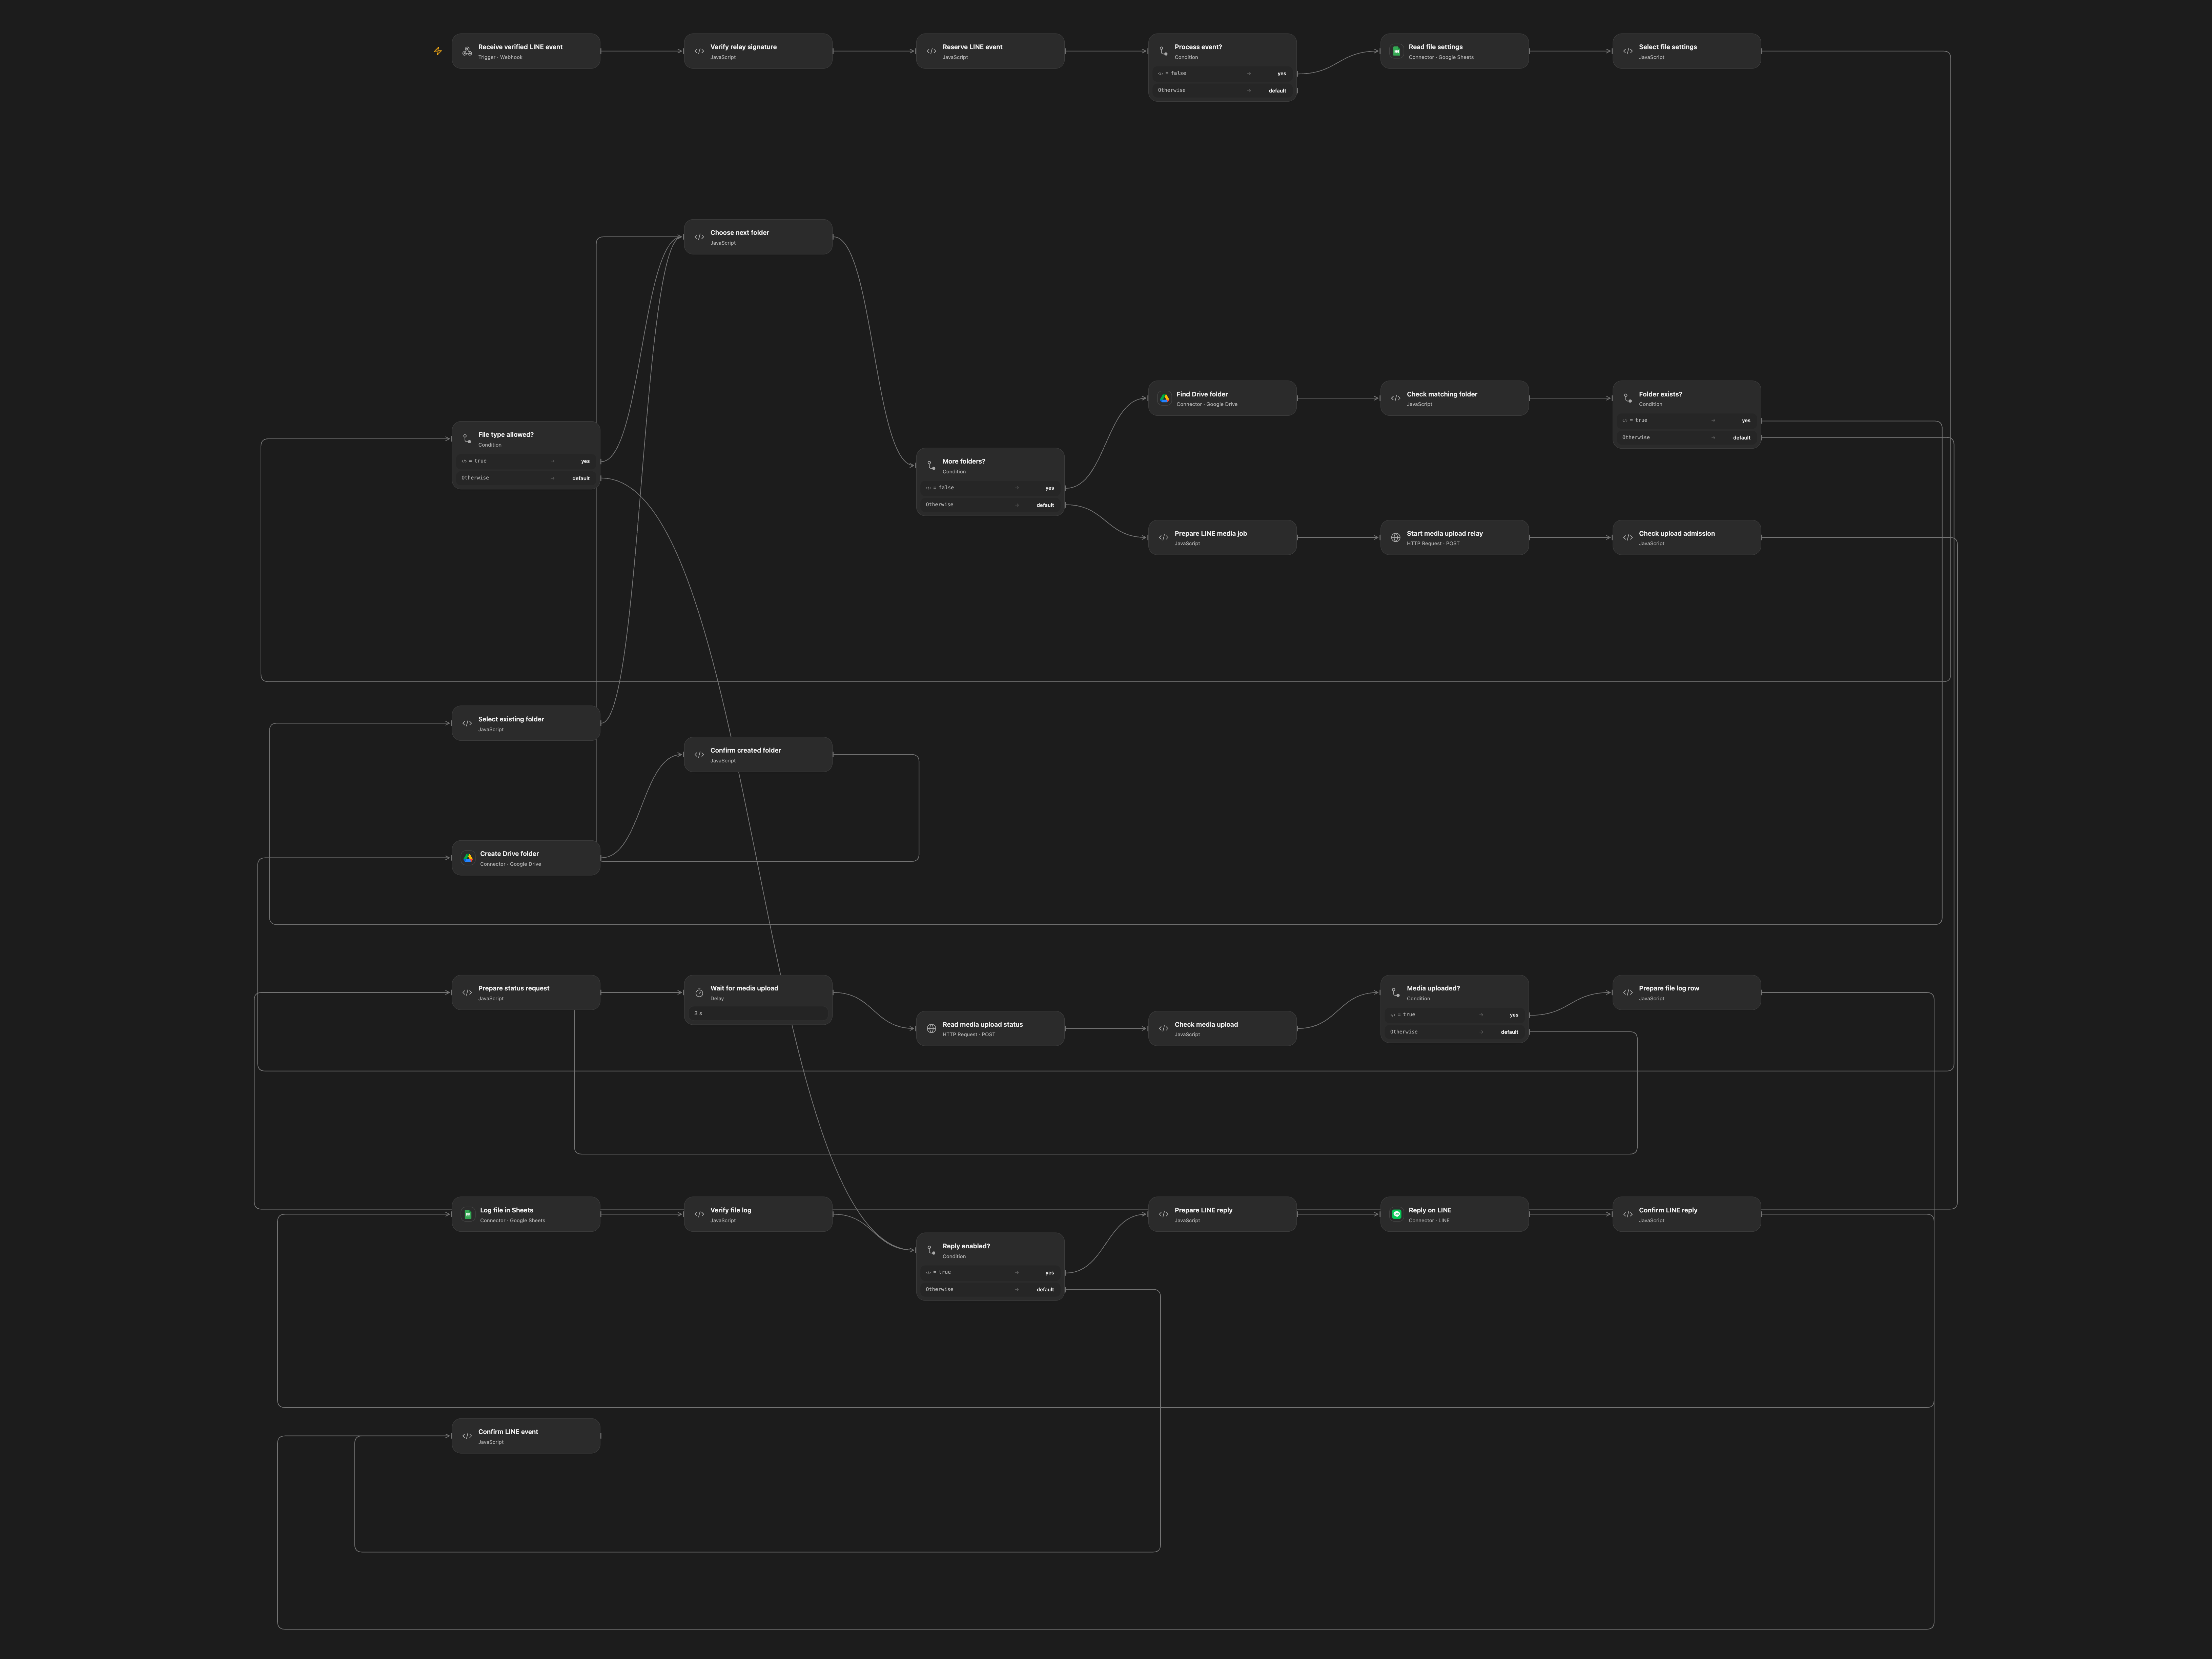 Receive verified LINE event
Trigger · Webhook
Verify relay signature
JavaScript
Reserve LINE event
JavaScript
Process event?
Condition
</> = false → yes
Otherwise → default
Read file settings
Connector · Google Sheets
Select file settings
JavaScript
Choose next folder
JavaScript
File type allowed?
Condition
</> = true → yes
Otherwise → default
More folders?
Condition
</> = false → yes
Otherwise → default
Find Drive folder
Connector · Google Drive
Check matching folder
JavaScript
Folder exists?
Condition
</> = true → yes
Otherwise → default
Prepare LINE media job
JavaScript
Start media upload relay
HTTP Request · POST
Check upload admission
JavaScript
Select existing folder
JavaScript
Confirm created folder
JavaScript
Create Drive folder
Connector · Google Drive
Prepare status request
JavaScript
Wait for media upload
Delay
3 s
Read media upload status
HTTP Request · POST
Check media upload
JavaScript
Media uploaded?
Condition
</> = true → yes
Otherwise → default
Prepare file log row
JavaScript
Log file in Sheets
Connector · Google Sheets
Verify file log
JavaScript
Reply enabled?
Condition
</> = true → yes
Otherwise → default
Prepare LINE reply
JavaScript
Reply on LINE
Connector · LINE
Confirm LINE reply
JavaScript
Confirm LINE event
JavaScript